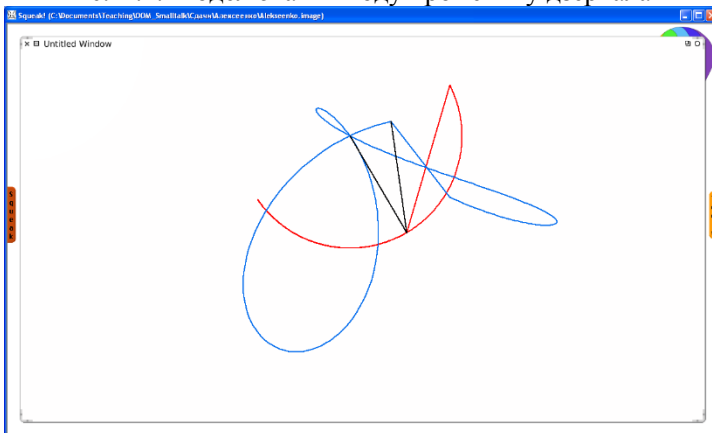 Squeak! (C:\Documents\Teaching\OOM_Smalltalk\Сдачи\Алексеенко\Alekseenko.image)
Untitled Window
squeak